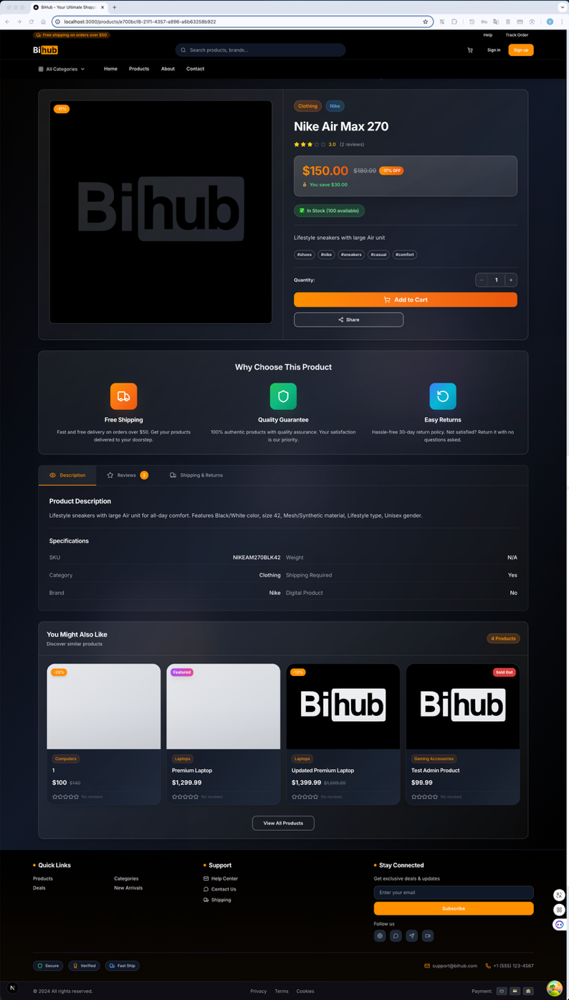 BiHub - Your Ultimate Shopp
localhost:3000/products/e700bcf8-21f1-4357-a896-a6b63258b922
Free shipping on orders over $50
Help
Track Order
Bihub
Search products, brands...
Sign in
Sign up
All Categories
Home
Products
About
Contact
-17%
Bihub
Clothing
Nike
Nike Air Max 270
3.0 (2 reviews)
$150.00 $180.00 -17% OFF
You save $30.00
In Stock (100 available)
Lifestyle sneakers with large Air unit
#shoes #nike #sneakers #casual #comfort
Quantity:
− 1 +
Add to Cart
Share
Why Choose This Product
Free Shipping
Fast and free delivery on orders over $50. Get your products
delivered to your doorstep.
Quality Guarantee
100% authentic products with quality assurance. Your satisfaction
is our priority.
Easy Returns
Hassle-free 30-day return policy. Not satisfied? Return it with no
questions asked.
Description
Reviews 2
Shipping & Returns
Product Description
Lifestyle sneakers with large Air unit for all-day comfort. Features Black/White color, size 42, Mesh/Synthetic material, Lifestyle type, Unisex gender.
Specifications
SKU NIKEAM270BLK42
Weight N/A
Category Clothing
Shipping Required Yes
Brand Nike
Digital Product No
You Might Also Like
Discover similar products
4 Products
Computers
1
$100 $140
No reviews
Featured
Laptops
Premium Laptop
$1,299.99
No reviews
Bihub
Laptops
Updated Premium Laptop
$1,399.99 $1,599.99
No reviews
Sold Out
Bihub
Gaming Accessories
Test Admin Product
$99.99
No reviews
View All Products
Quick Links
Products
Categories
Deals
New Arrivals
Support
Help Center
Contact Us
Shipping
Stay Connected
Get exclusive deals & updates
Enter your email
Subscribe
Follow us
Secure
Verified
Fast Ship
support@bihub.com
+1 (555) 123-4567
N
© 2024 All rights reserved.
Privacy
Terms
Cookies
Payment: